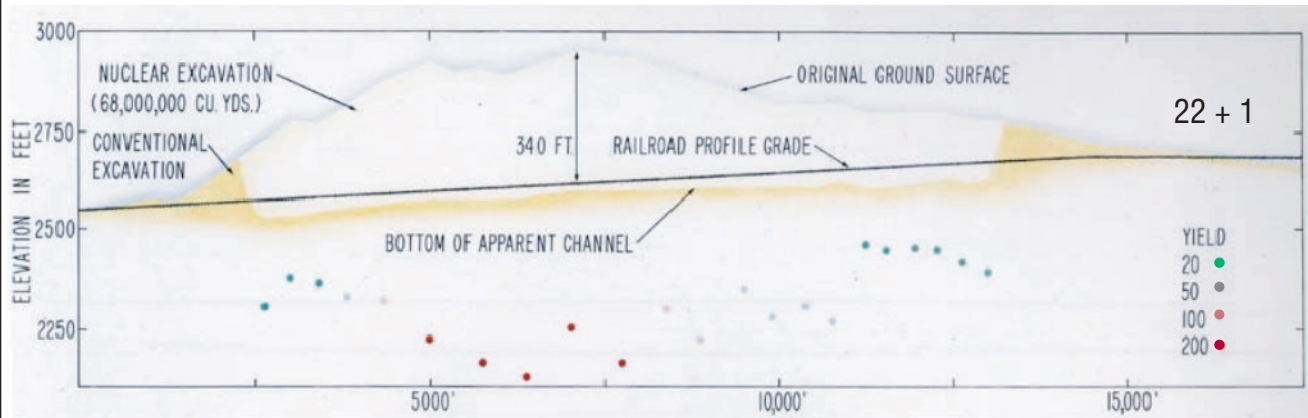 3000
NUCLEAR EXCAVATION
(68,000,000 CU. YDS.)
ORIGINAL GROUND SURFACE
22 + 1
2750
CONVENTIONAL
EXCAVATION
340 FT.
RAILROAD PROFILE GRADE
ELEVATION IN FEET
2500
BOTTOM OF APPARENT CHANNEL
YIELD
20
50
100
200
2250
5000'
10,000'
15,000'